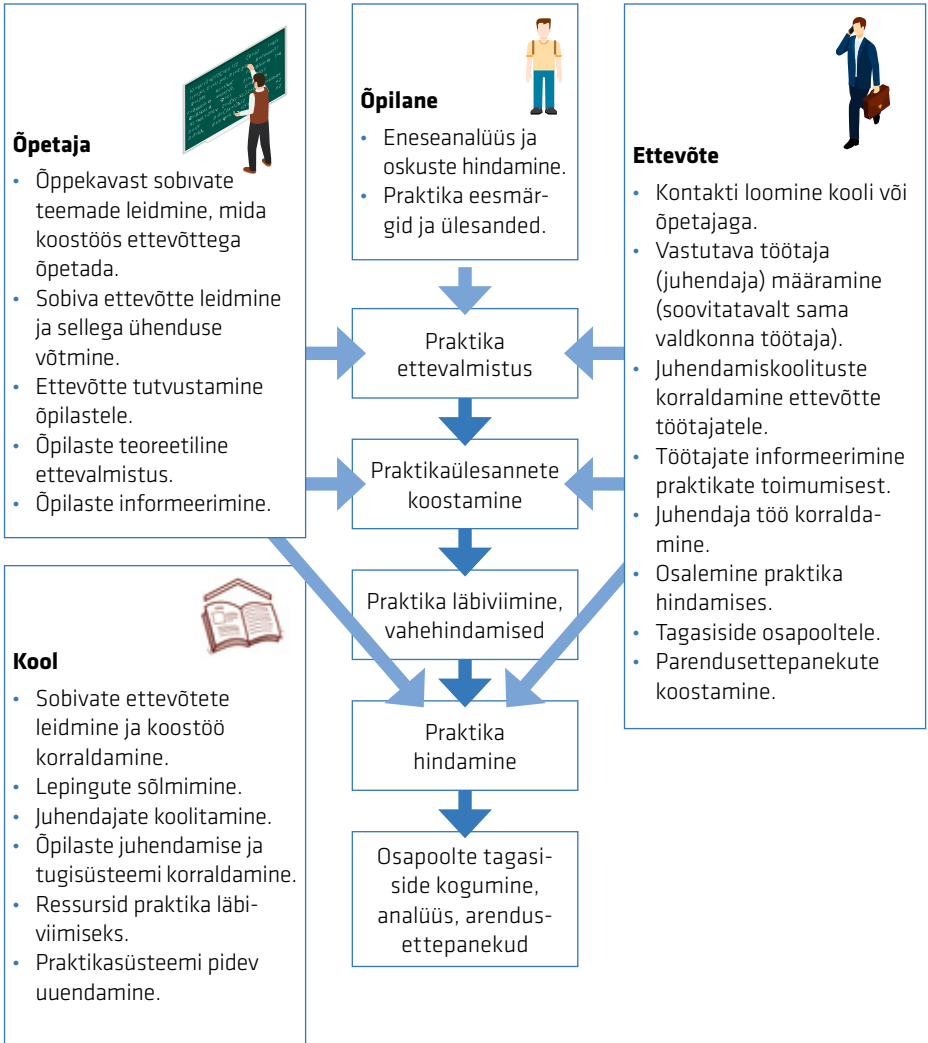 Õpetaja
• Õppekavast sobivate
teemade leidmine, mida
koostöös ettevõttega
õpetada.
• Sobiva ettevõtte leidmine
ja sellega ühenduse
võtmine.
• Ettevõtte tutvustamine
õpilastele.
• Õpilaste teoreetiline
ettevalmistus.
• Õpilaste informeerimine.
Kool
• Sobivate ettevõtete
leidmine ja koostöö
korraldamine.
• Lepingute sõlmimine.
• Juhendajate koolitamine.
• Õpilaste juhendamise ja
tugisüsteemi korraldamine.
• Ressursid praktika läbi-
viimiseks.
• Praktikasüsteemi pidev
uuendamine.
Õpilane
• Eneseanalüüs ja
oskuste hindamine.
• Praktika eesmär-
gid ja ülesanded.
Praktika
ettevalmistus
Praktikaülesannete
koostamine
Praktika läbiviimine,
vahehindamised
Praktika
hindamine
Osapoolte tagasi-
side kogumine,
analüüs, arendus-
ettepanekud
Ettevõte
• Kontakti loomine kooli või
õpetajaga.
• Vastutava töötaja
(juhendaja) määramine
(soovitatavalt sama
valdkonna töötaja).
• Juhendamiskoolituste
korraldamine ettevõtte
töötajatele.
• Töötajate informeerimine
praktikate toimumisest.
• Juhendaja töö korralda-
mine.
• Osalemine praktika
hindamises.
• Tagasiside osapooltele.
• Parendusettepanekute
koostamine.